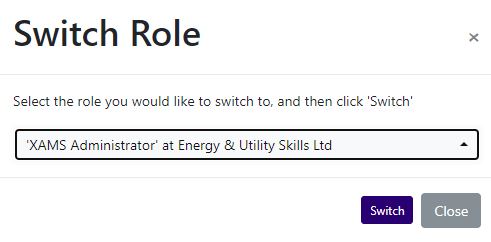 Switch Role
×
Select the role you would like to switch to, and then click 'Switch'
'XAMS Administrator' at Energy & Utility Skills Ltd
Switch
Close